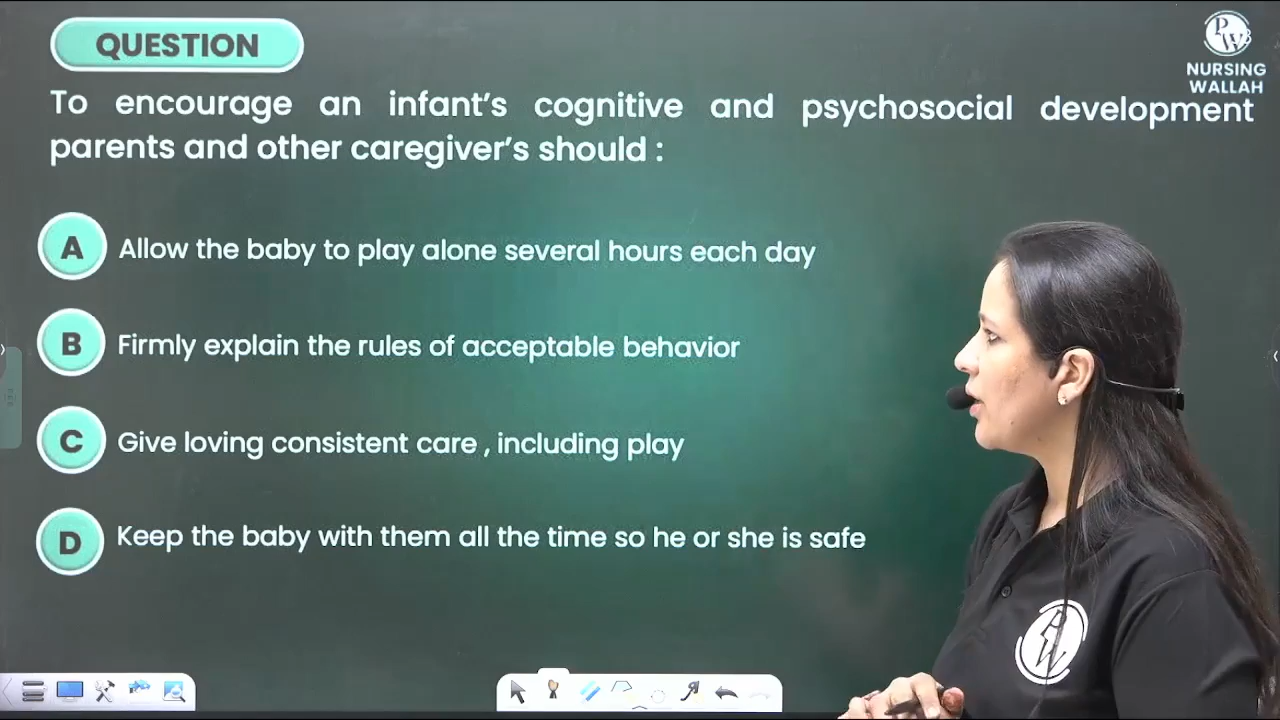 QUESTION
NURSING
WALLAH
To encourage an infant's cognitive and psychosocial development
parents and other caregiver's should :
A Allow the baby to play alone several hours each day
B Firmly explain the rules of acceptable behavior
C Give loving consistent care , including play
D Keep the baby with them all the time so he or she is safe